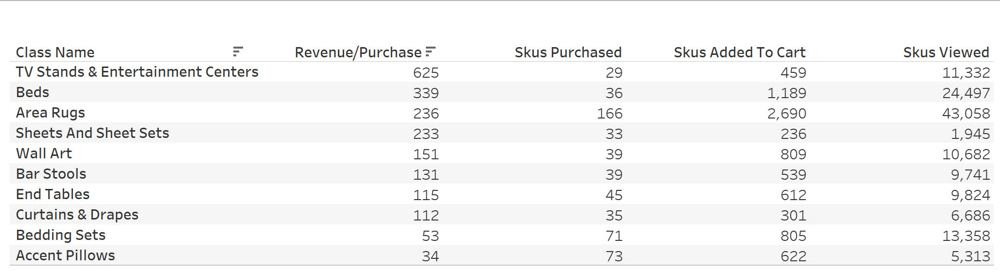 Class Name Revenue/Purchase Skus Purchased Skus Added To Cart Skus Viewed
TV Stands & Entertainment Centers 625 29 459 11,332
Beds 339 36 1,189 24,497
Area Rugs 236 166 2,690 43,058
Sheets And Sheet Sets 233 33 236 1,945
Wall Art 151 39 809 10,682
Bar Stools 131 39 539 9,741
End Tables 115 45 612 9,824
Curtains & Drapes 112 35 301 6,686
Bedding Sets 53 71 805 13,358
Accent Pillows 34 73 622 5,313